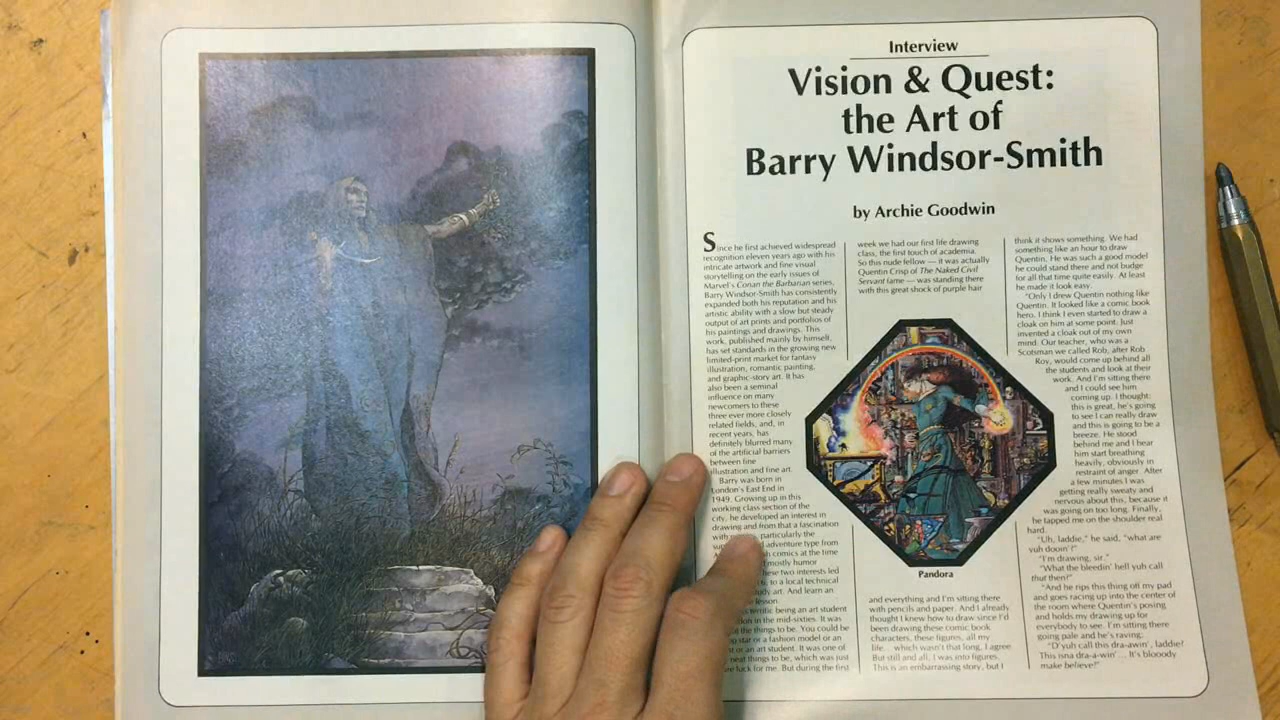 Interview
Vision & Quest:
the Art of
Barry Windsor-Smith
by Archie Goodwin
Since he first achieved widespread
recognition eleven years ago with his
intricate artwork and fine visual
storytelling on the early issues of
Marvel's Conan the Barbarian series,
Barry Windsor-Smith has consistently
expanded both his reputation and his
artistic ability with a slow but steady
output of art prints and portfolios of
his paintings and drawings. This
work, published mainly by himself,
has set standards in the growing new
limited-print market for fantasy
illustration, romantic painting,
and graphic-story art. It has
also been a seminal
influence on many
newcomers to these
three ever more closely
related fields, and, in
recent years, has
definitely blurred many
of the artificial barriers
between fine
illustration and fine art.
Barry was born in
London's East End in
1949. Growing up in this
working class section of the
city, he developed an interest in
drawing and from that a fascination
with particularly the
adventure type from
comics at the time
mostly humor
these two interests led
to a local technical
study art. And learn an
lesson
terrific being an art student
in the mid-sixties. It was
the things to be. You could be
star or a fashion model or an
or an art student. It was one of
neat things to be, which was just
luck for me. But during the first
week we had our first life drawing
class, the first touch of academia.
So this nude fellow — it was actually
Quentin Crisp of The Naked Civil
Servant fame — was standing there
with this great shock of purple hair
Pandora
and everything and I'm sitting there
with pencils and paper. And I already
thought I knew how to draw since I'd
been drawing these comic book
characters, these figures, all my
life... which wasn't that long, I agree
But still and all, I was into figures.
This is an embarrassing story, but I
think it shows something. We had
something like an hour to draw
Quentin. He was such a good model
he could stand there and not budge
for all that time quite easily. At least
he made it look easy.
"Only I drew Quentin nothing like
Quentin. It looked like a comic book
hero. I think I even started to draw a
cloak on him at some point. Just
invented a cloak out of my own
mind. Our teacher, who was a
Scotsman we called Rob, after Rob
Roy, would come up behind all
the students and look at their
work. And I'm sitting there
and I could see him
coming up. I thought:
this is great, he's going
to see I can really draw
and this is going to be a
breeze. He stood
behind me and I hear
him start breathing
heavily, obviously in
restraint of anger. After
a few minutes I was
getting really sweaty and
nervous about this, because it
was going on too long. Finally,
he tapped me on the shoulder real
hard.
"Uh, laddie," he said, "what are
yuh dooin'?"
"I'm drawing, sir."
"What the bleedin' hell yuh call
that then?"
"And he rips this thing off my pad
and goes racing up into the center of
the room where Quentin's posing
and holds my drawing up for
everybody to see. I'm sitting there
going pale and he's raving:
"D'yuh call this dra-awin', laddie?
This isna dra-a-win'... It's blooody
make believe!"